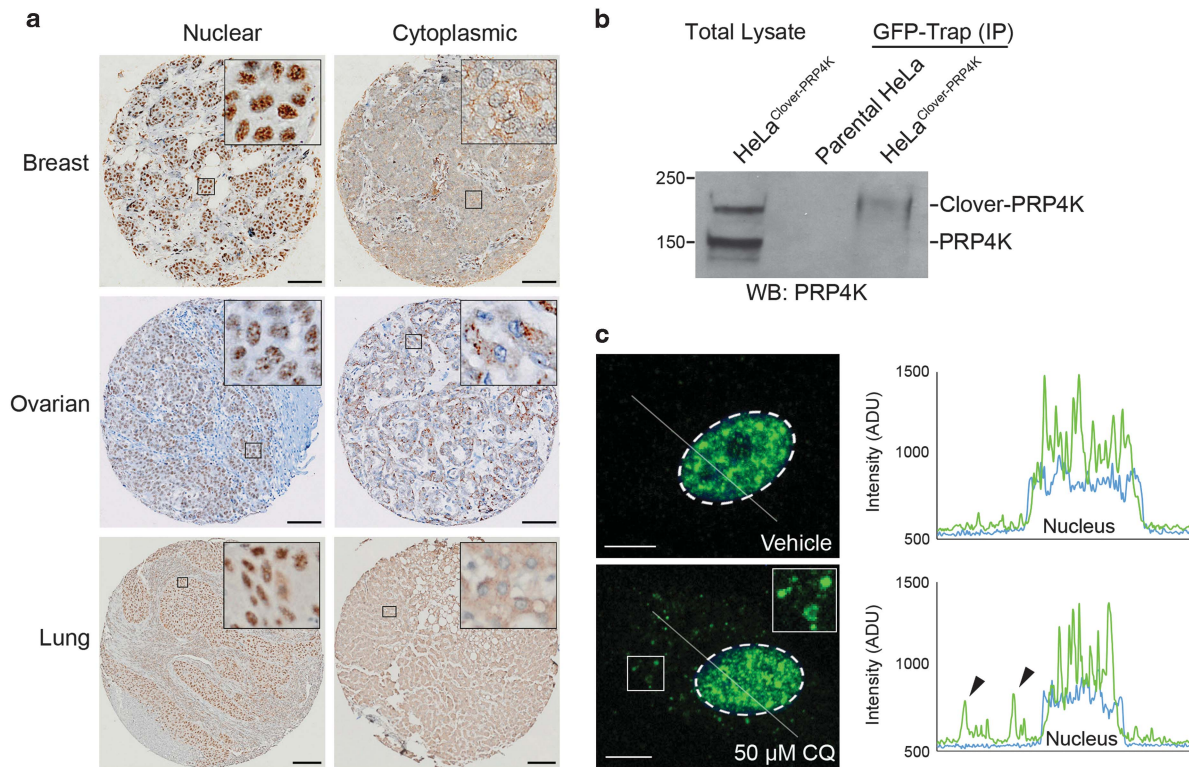 a
Nuclear Cytoplasmic
Breast
Ovarian
Lung
b
Total Lysate GFP-Trap (IP)
HeLaClover-PRP4K
Parental HeLa
HeLaClover-PRP4K
250
150
Clover-PRP4K
PRP4K
WB: PRP4K
c
Vehicle
1500
1000
500
Intensity (ADU)
Nucleus
50 µM CQ
1500
1000
500
Intensity (ADU)
Nucleus